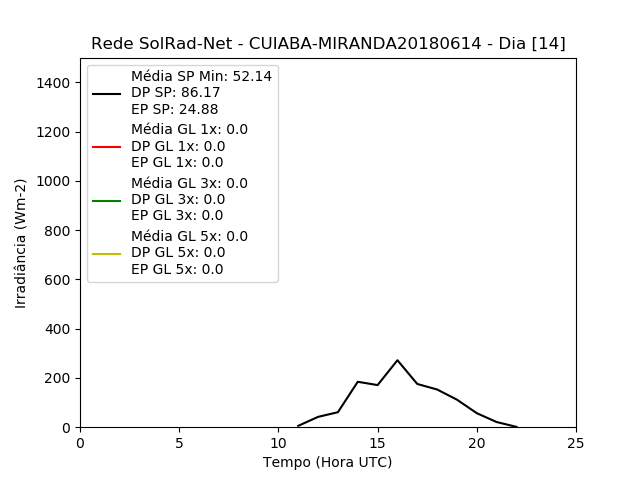 Rede SolRad-Net - CUIABA-MIRANDA20180614 - Dia [14]
Média SP Min: 52.14
DP SP: 86.17
EP SP: 24.88
Média GL 1x: 0.0
DP GL 1x: 0.0
EP GL 1x: 0.0
Média GL 3x: 0.0
DP GL 3x: 0.0
EP GL 3x: 0.0
Média GL 5x: 0.0
DP GL 5x: 0.0
EP GL 5x: 0.0
Irradiância (Wm-2)
1400
1200
1000
800
600
400
200
0
0 5 10 15 20 25
Tempo (Hora UTC)